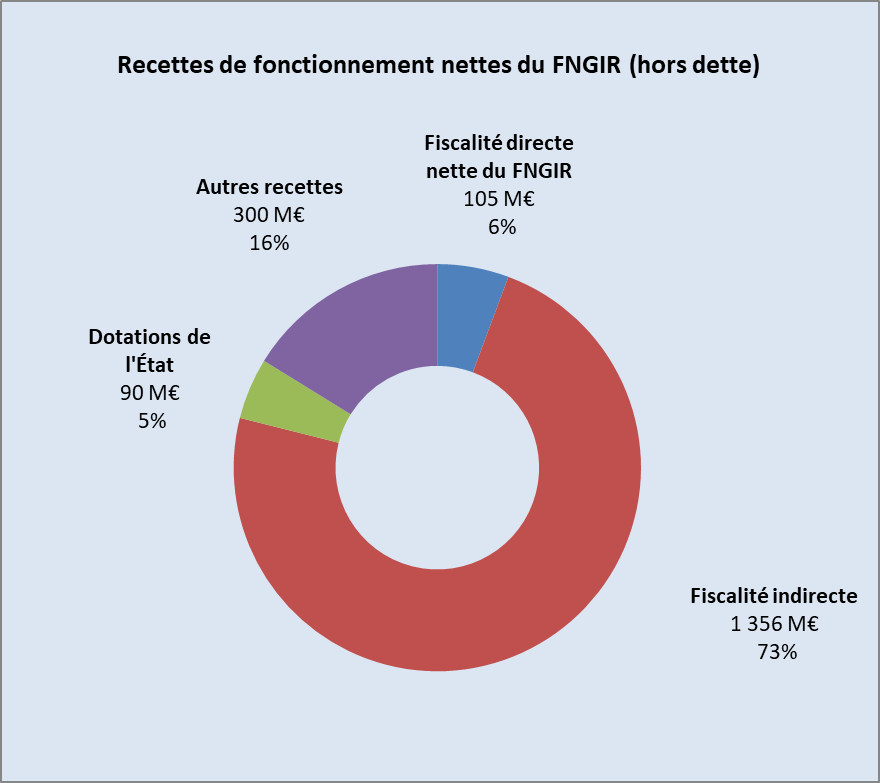 Recettes de fonctionnement nettes du FNGIR (hors dette)
Fiscalité directe
nette du FNGIR
105 M€
6%
Autres recettes
300 M€
16%
Dotations de
l'État
90 M€
5%
Fiscalité indirecte
1 356 M€
73%